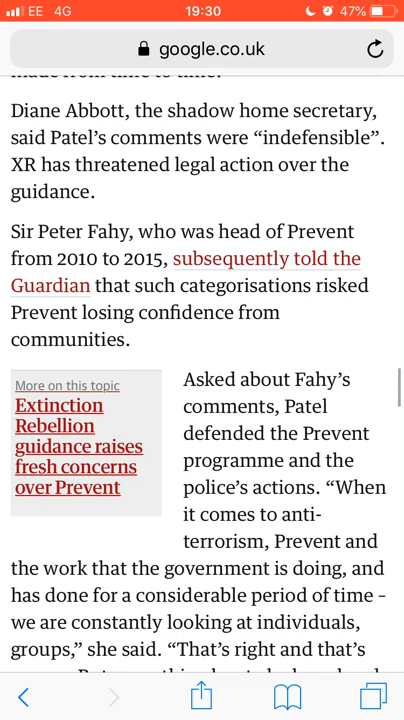 EE 4G 19:30 47%
google.co.uk
made from time to time.
Diane Abbott, the shadow home secretary,
said Patel’s comments were “indefensible”.
XR has threatened legal action over the
guidance.
Sir Peter Fahy, who was head of Prevent
from 2010 to 2015, subsequently told the
Guardian that such categorisations risked
Prevent losing confidence from
communities.
More on this topic
Extinction
Rebellion
guidance raises
fresh concerns
over Prevent
Asked about Fahy’s
comments, Patel
defended the Prevent
programme and the
police’s actions. “When
it comes to anti-
terrorism, Prevent and
the work that the government is doing, and
has done for a considerable period of time –
we are constantly looking at individuals,
groups,” she said. “That’s right and that’s